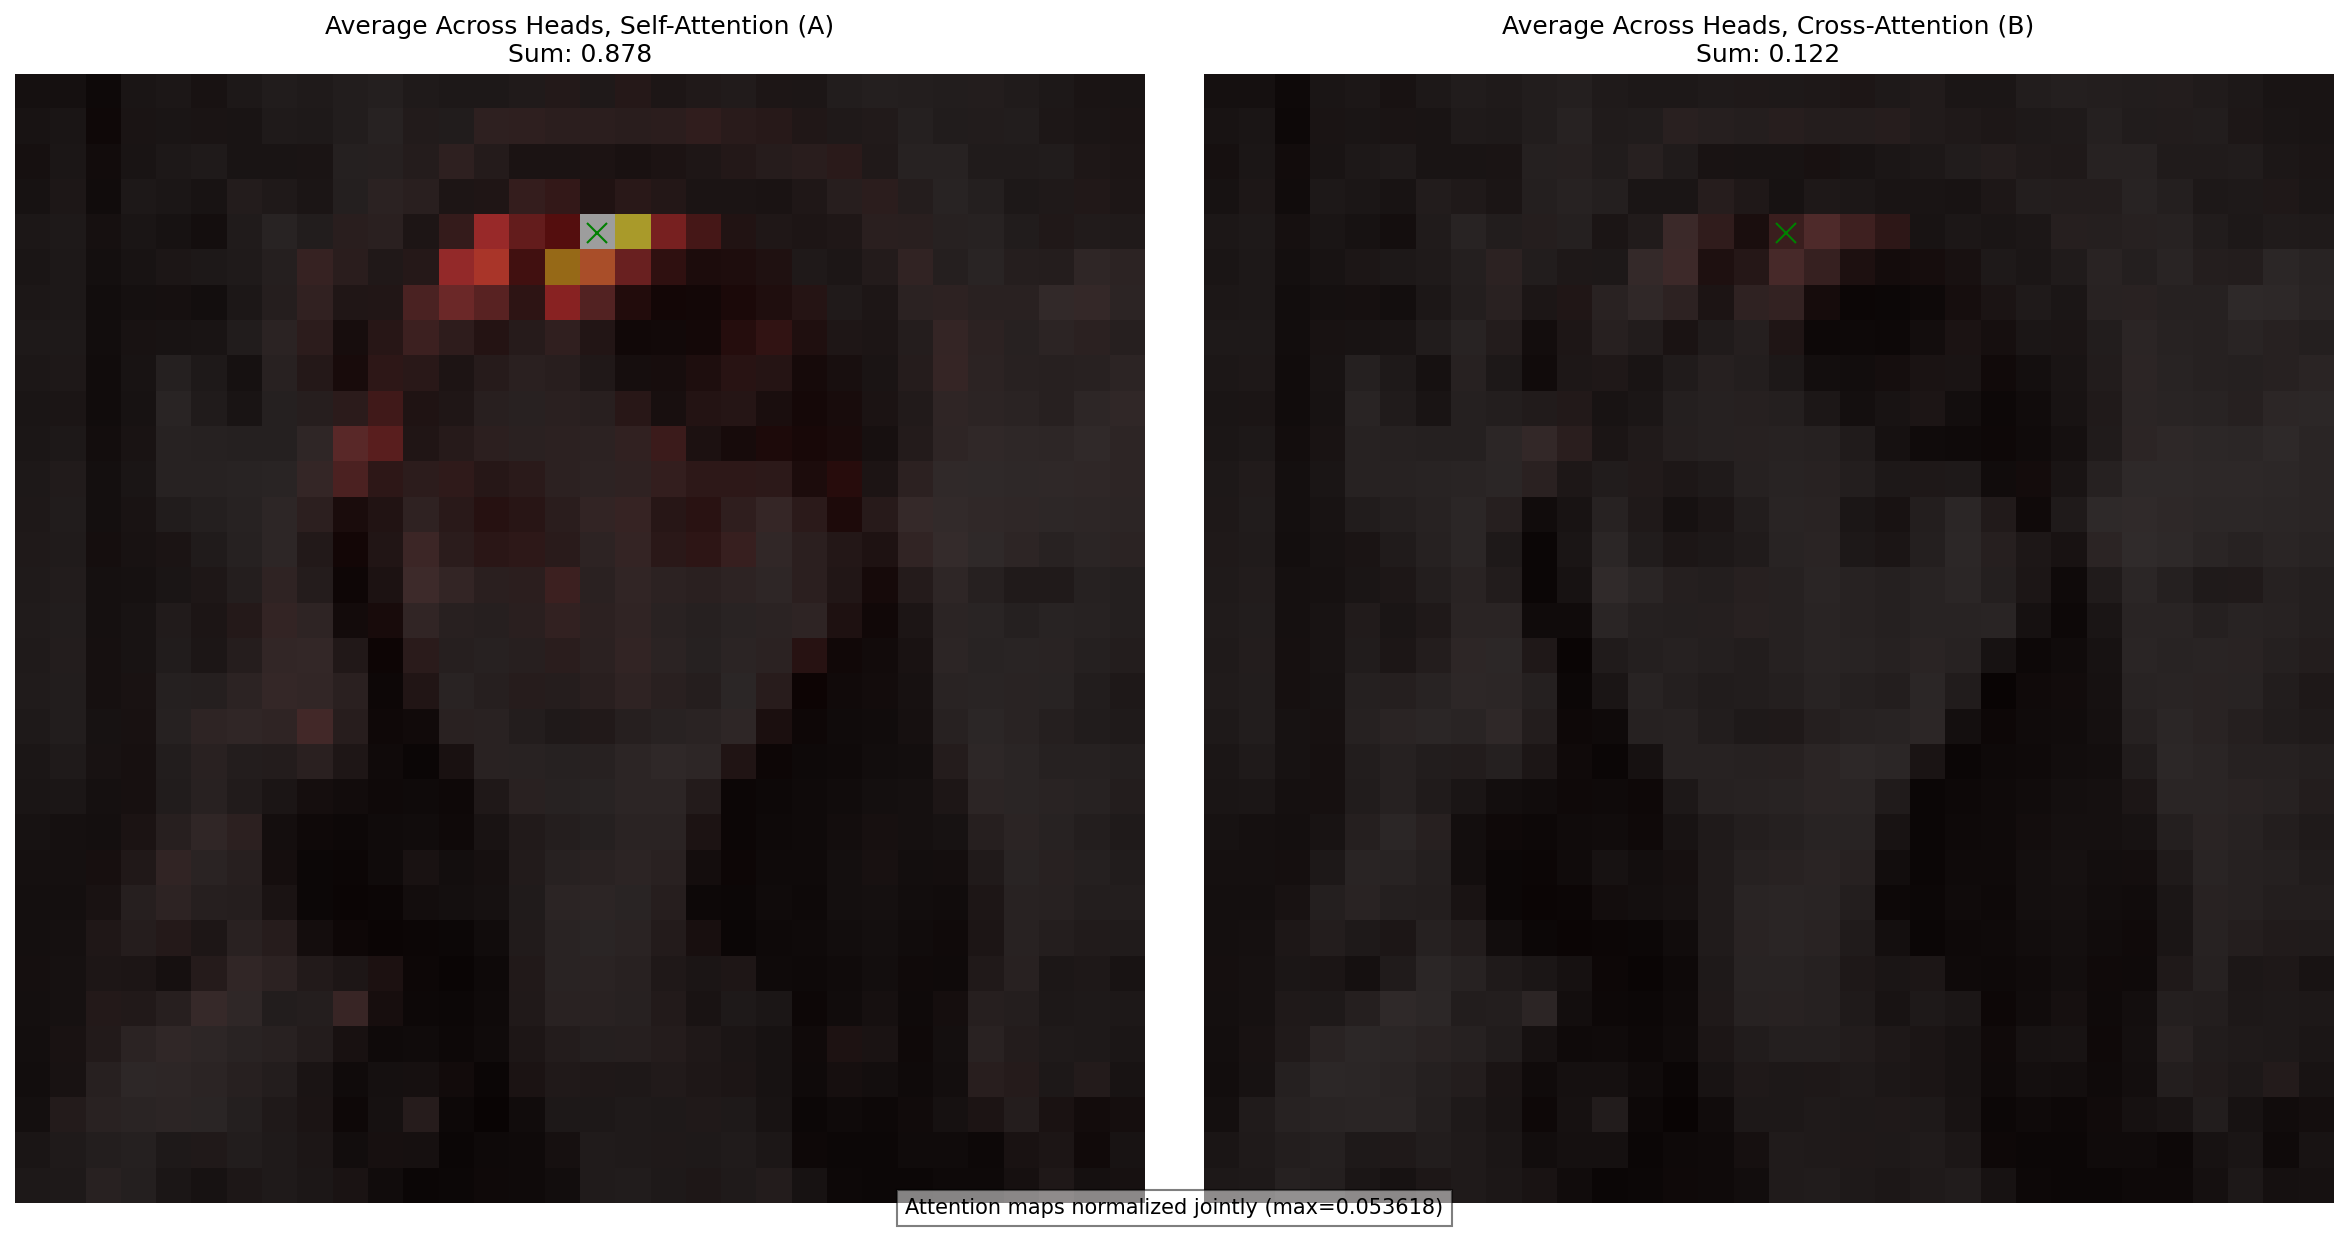 Average Across Heads, Self-Attention (A)
Sum: 0.878
Average Across Heads, Cross-Attention (B)
Sum: 0.122
Attention maps normalized jointly (max=0.053618)